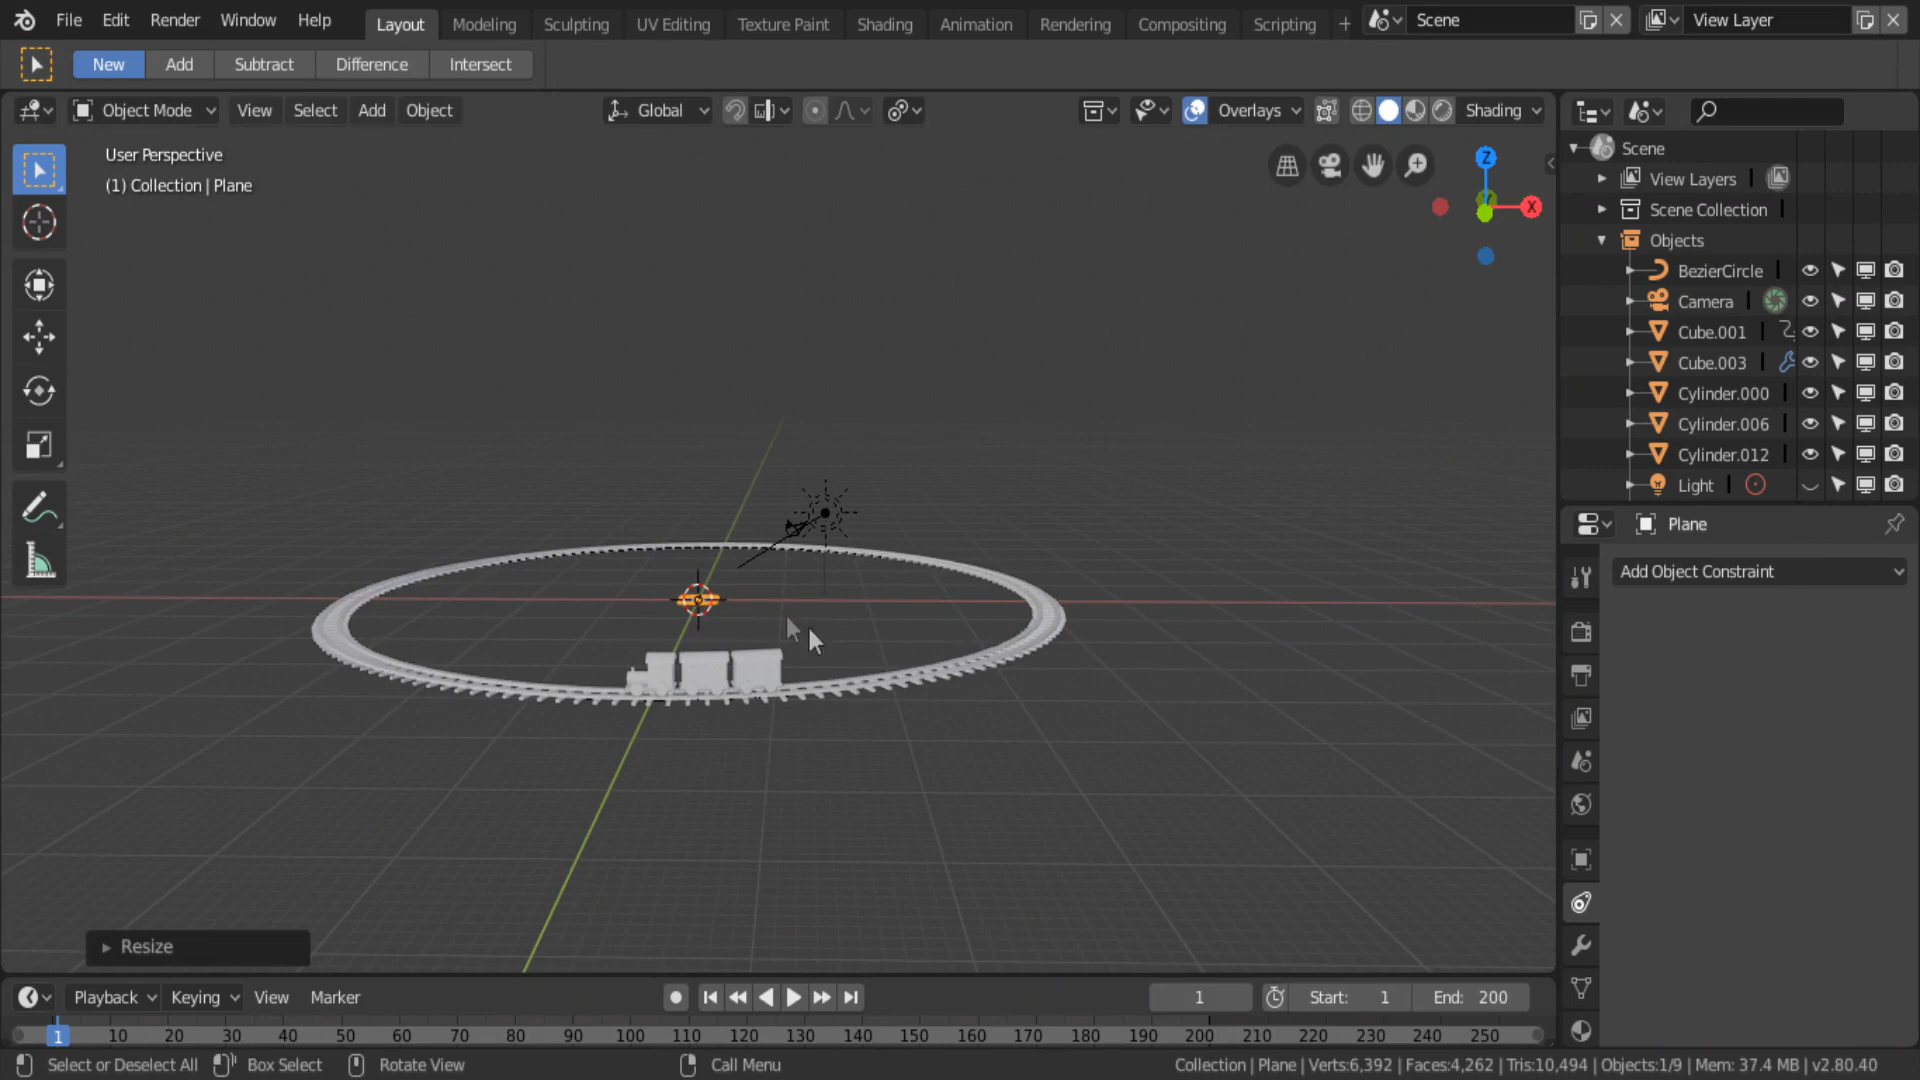 File Edit Render Window Help Layout Modeling Sculpting UV Editing Texture Paint Shading Animation Rendering Compositing Scripting + Scene View Layer
New Add Subtract Difference Intersect
Object Mode View Select Add Object Global Overlays Shading
User Perspective
(1) Collection | Plane
Z
X
Scene
View Layers
Scene Collection
Objects
BezierCircle
Camera
Cube.001
Cube.003
Cylinder.000
Cylinder.006
Cylinder.012
Light
Plane
Add Object Constraint
Resize
Playback Keying View Marker 1 Start: 1 End: 200
1 10 20 30 40 50 60 70 80 90 100 110 120 130 140 150 160 170 180 190 200 210 220 230 240 250
Select or Deselect All Box Select Rotate View Call Menu Collection | Plane | Verts:6,392 | Faces:4,262 | Tris:10,494 | Objects:1/9 | Mem: 37.4 MB | v2.80.40